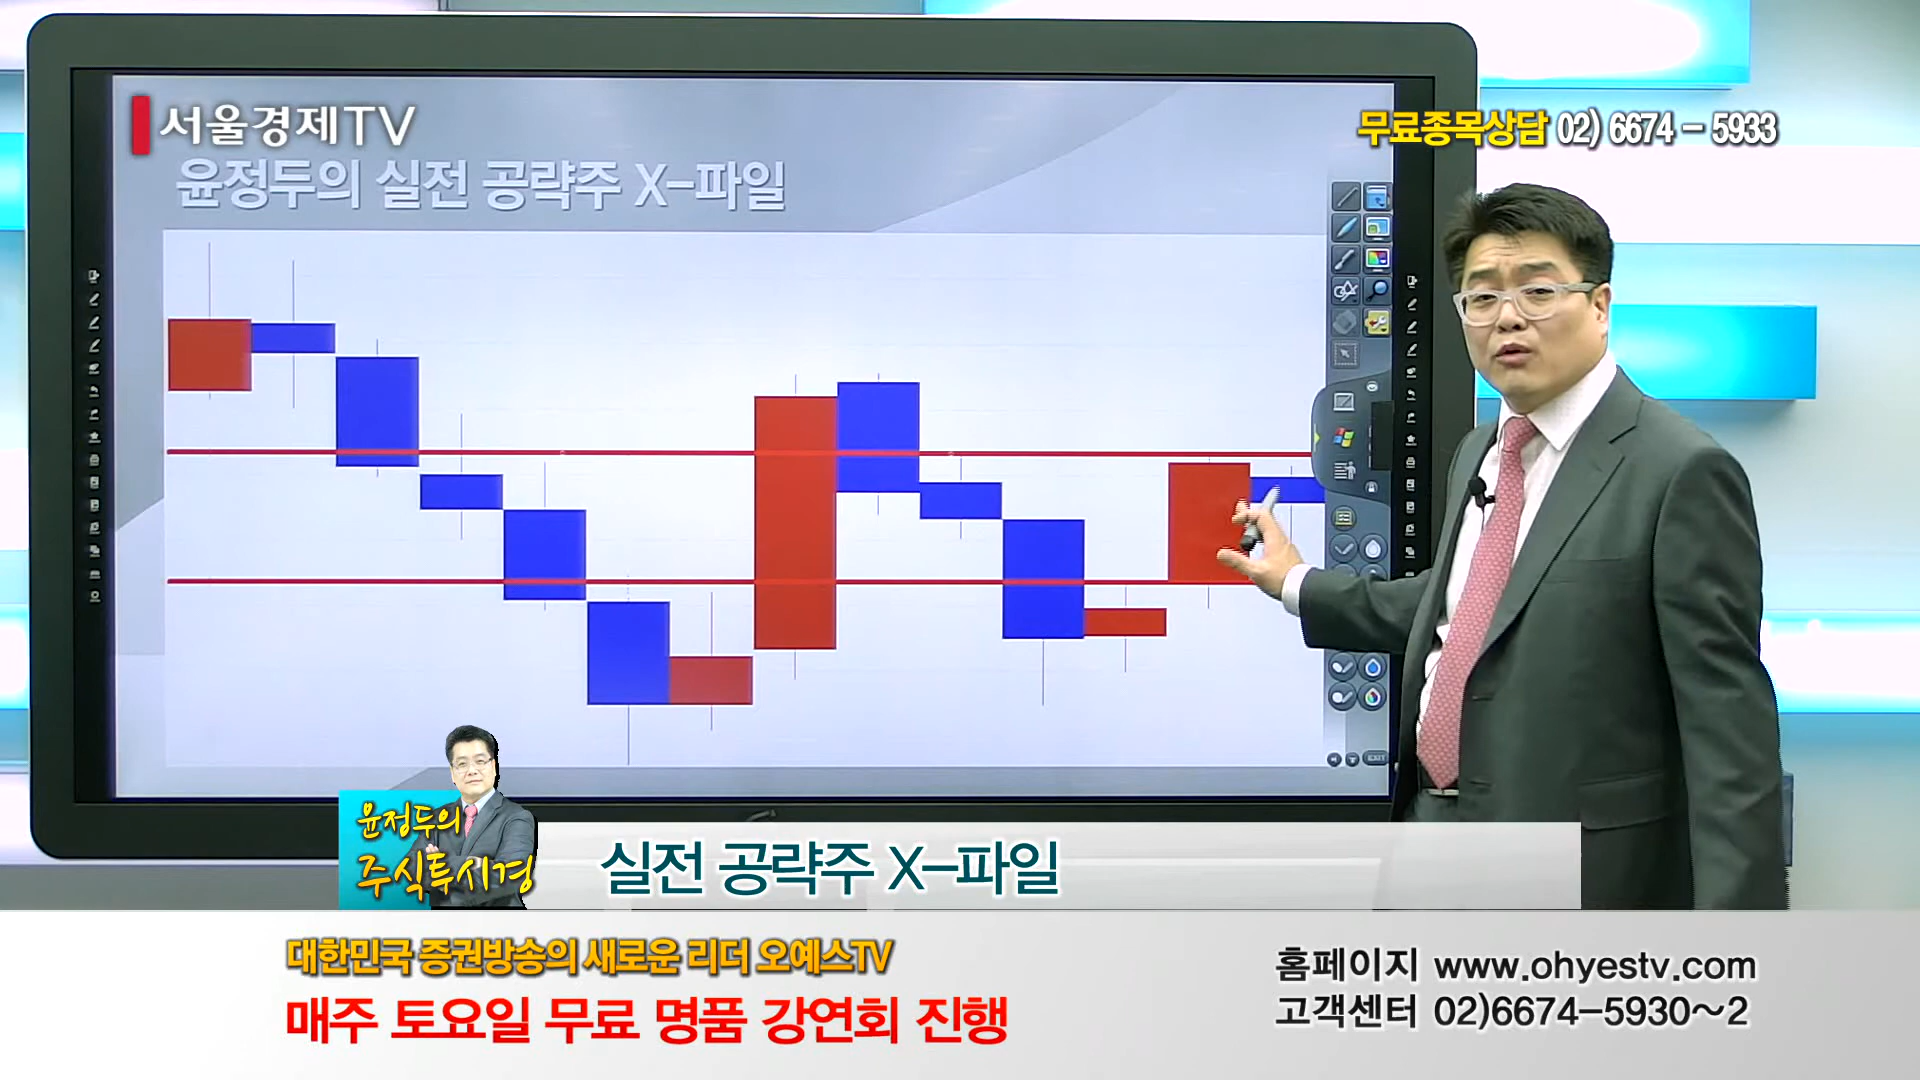 서울경제TV
무료종목상담 02) 6674 - 5933
윤정두의 실전 공략주 X-파일
EXIT
윤정두의
주식투시경
실전 공략주 X-파일
대한민국 증권방송의 새로운 리더 오예스TV
매주 토요일 무료 명품 강연회 진행
홈페이지 www.ohyestv.com
고객센터 02)6674-5930~2